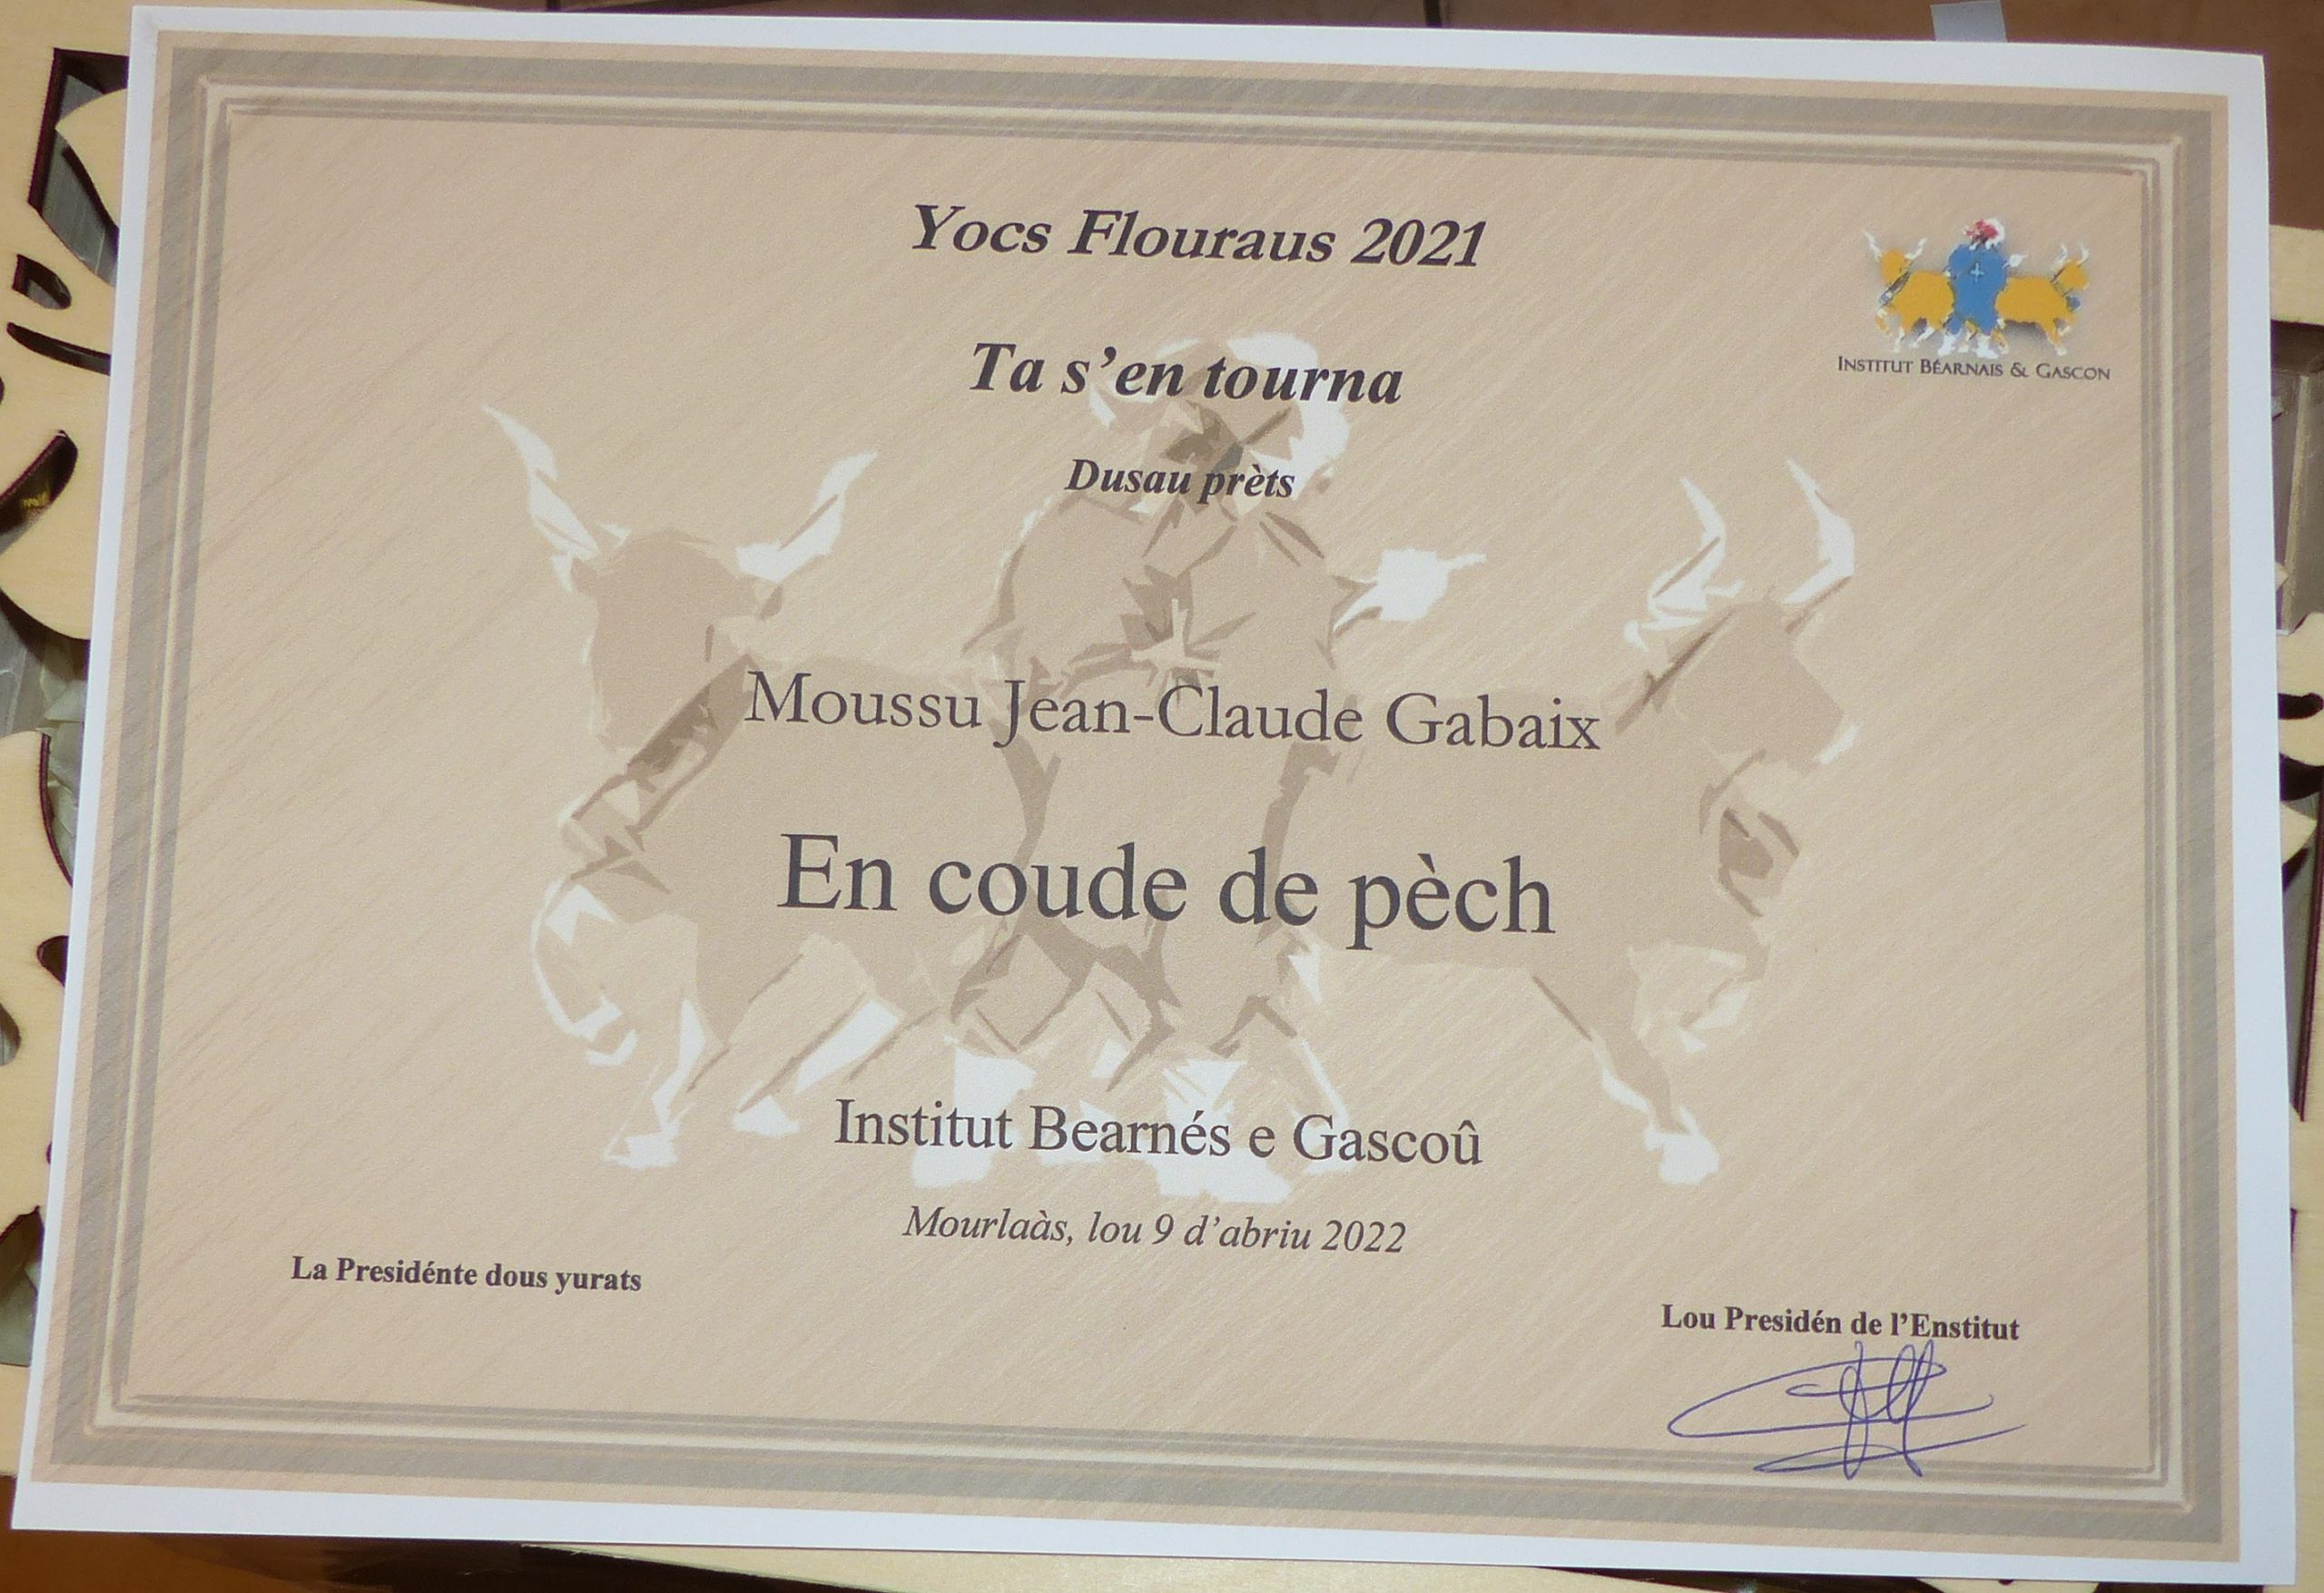 Yocs Flouraus 2021
INSTITUT BÉARNAIS & GASCON
Ta s'en tourna
Dusau prèts
Moussu Jean-Claude Gabaix
En coude de pèch
Institut Bearnés e Gascoû
Mourlaàs, lou 9 d'abriu 2022
La Presidénte dous yurats
Lou Presidén de l'Enstitut